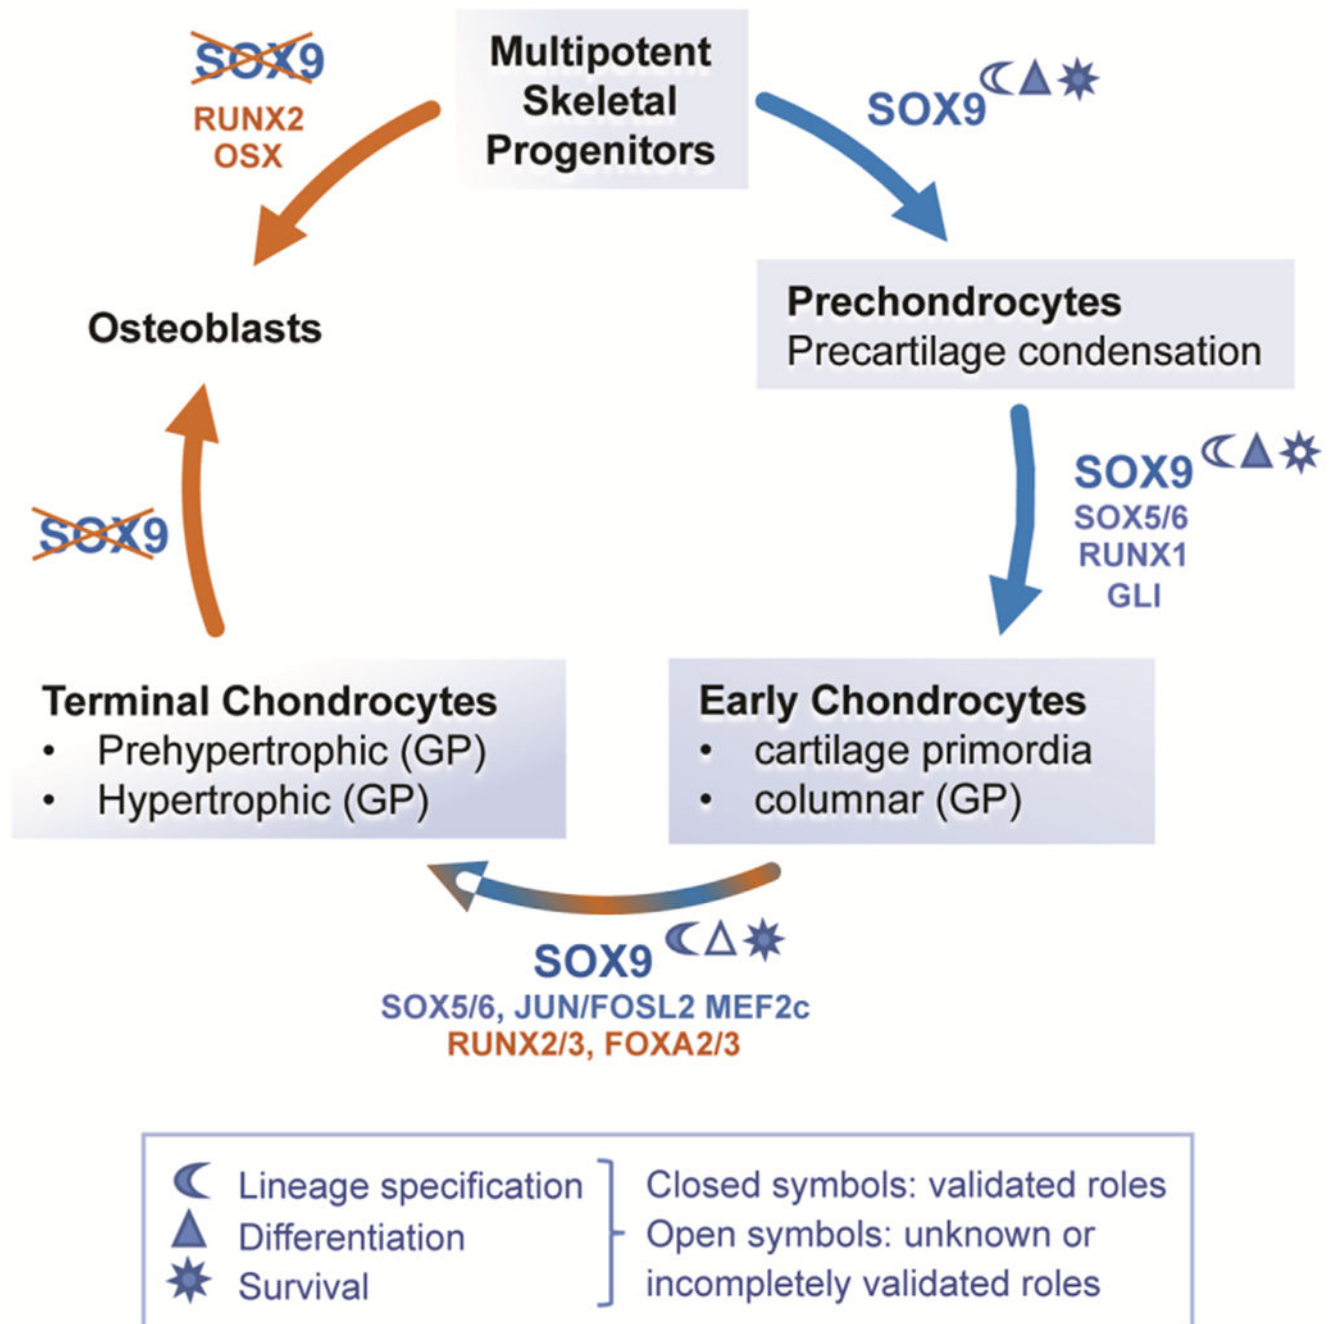 SOX9
RUNX2
OSX
Multipotent
Skeletal
Progenitors
SOX9
Osteoblasts
Prechondrocytes
Precartilage condensation
SOX9
SOX9
SOX5/6
RUNX1
GLI
Terminal Chondrocytes
• Prehypertrophic (GP)
• Hypertrophic (GP)
Early Chondrocytes
• cartilage primordia
• columnar (GP)
SOX9
SOX5/6, JUN/FOSL2 MEF2c
RUNX2/3, FOXA2/3
Lineage specification
Differentiation
Survival
Closed symbols: validated roles
Open symbols: unknown or
incompletely validated roles